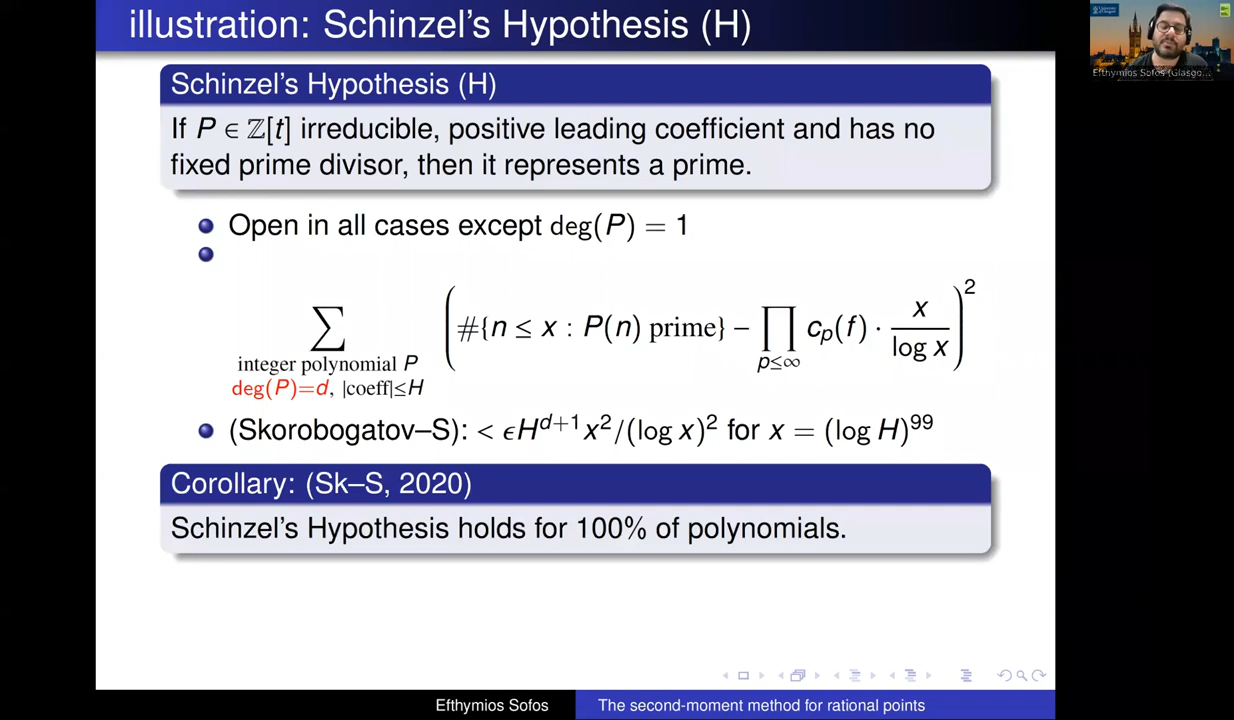 illustration: Schinzel's Hypothesis (H)
Schinzel's Hypothesis (H)
If P ∈ ℤ[t] irreducible, positive leading coefficient and has no
fixed prime divisor, then it represents a prime.
Open in all cases except deg(P) = 1
∑ (#{n ≤ x : P(n) prime} − ∏ c_p(f) · x / log x)^2
integer polynomial P
deg(P)=d, |coeff|≤H
p≤∞
(Skorobogatov–S): < ϵH^{d+1}x^2/(log x)^2 for x = (log H)^{99}
Corollary: (Sk–S, 2020)
Schinzel's Hypothesis holds for 100% of polynomials.
Efthymios Sofos
The second-moment method for rational points
Efthymios Sofos (Glasgo...